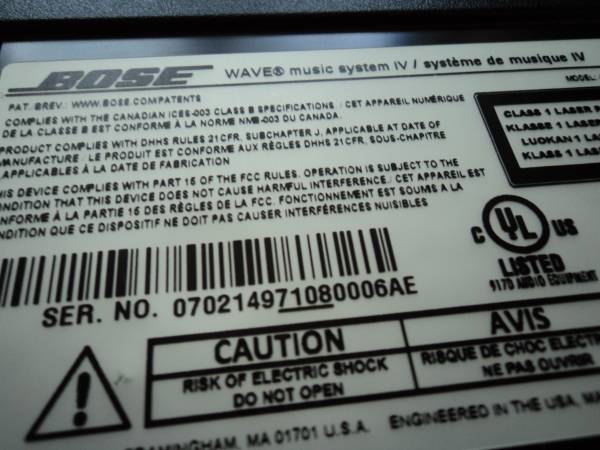 BOSE WAVE® music system IV / système de musique IV
PAT. BREV.: WWW.BOSE.COM/PATENTS
MODEL:
COMPLIES WITH THE CANADIAN ICES-003 CLASS B SPECIFICATIONS. / CET APPAREIL NUMÉRIQUE
DE LA CLASSE B EST CONFORME À LA NORME NMB-003 DU CANADA.
PRODUCT COMPLIES WITH DHHS RULES 21CFR, SUBCHAPTER J, APPLICABLE AT DATE OF
MANUFACTURE. LE PRODUIT EST CONFORME AUX RÈGLES DHHS 21CFR, SOUS-CHAPITRE
APPLICABLES À LA DATE DE FABRICATION
THIS DEVICE COMPLIES WITH PART 15 OF THE FCC RULES. OPERATION IS SUBJECT TO THE
CONDITION THAT THIS DEVICE DOES NOT CAUSE HARMFUL INTERFERENCE./ CET APPAREIL EST
CONFORME À LA PARTIE 15 DES RÈGLES DE LA FCC. FONCTIONNEMENT EST SOUMIS A LA
CONDITION QUE CE DISPOSITIF NE DOIT PAS CAUSER INTERFÉRENCES NUISIBLES
CLASS 1 LASER
KLASSE 1 LASER
LUOKAN 1
KLASS 1
C UL US
LISTED
917D AUDIO EQUIPMENT
SER. NO. 070214971080006AE
CAUTION
RISK OF ELECTRIC SHOCK
DO NOT OPEN
AVIS
RISQUE DE CHOC
NE PAS OUVRIR
FRAMINGHAM, MA 01701 U.S.A. ENGINEERED IN THE USA,